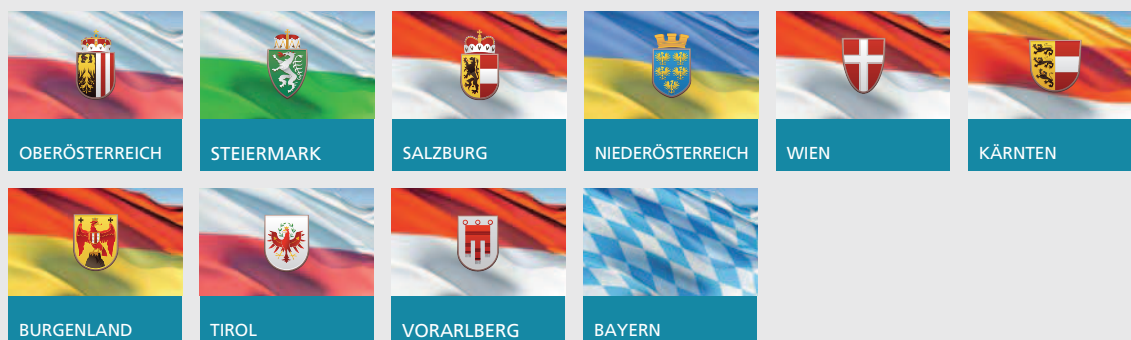 OBERÖSTERREICH
STEIERMARK
SALZBURG
NIEDERÖSTERREICH
WIEN
KÄRNTEN
BURGENLAND
TIROL
VORARLBERG
BAYERN